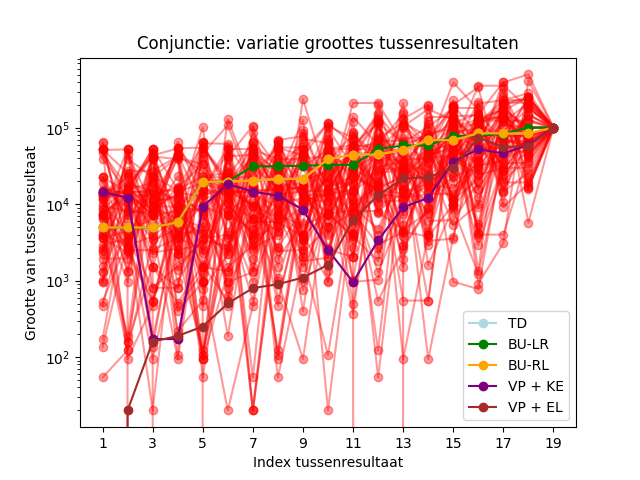 Conjunctie: variatie groottes tussenresultaten
Grootte van tussenresultaat
10^5
10^4
10^3
10^2
1 3 5 7 9 11 13 15 17 19
Index tussenresultaat
TD
BU-LR
BU-RL
VP + KE
VP + EL